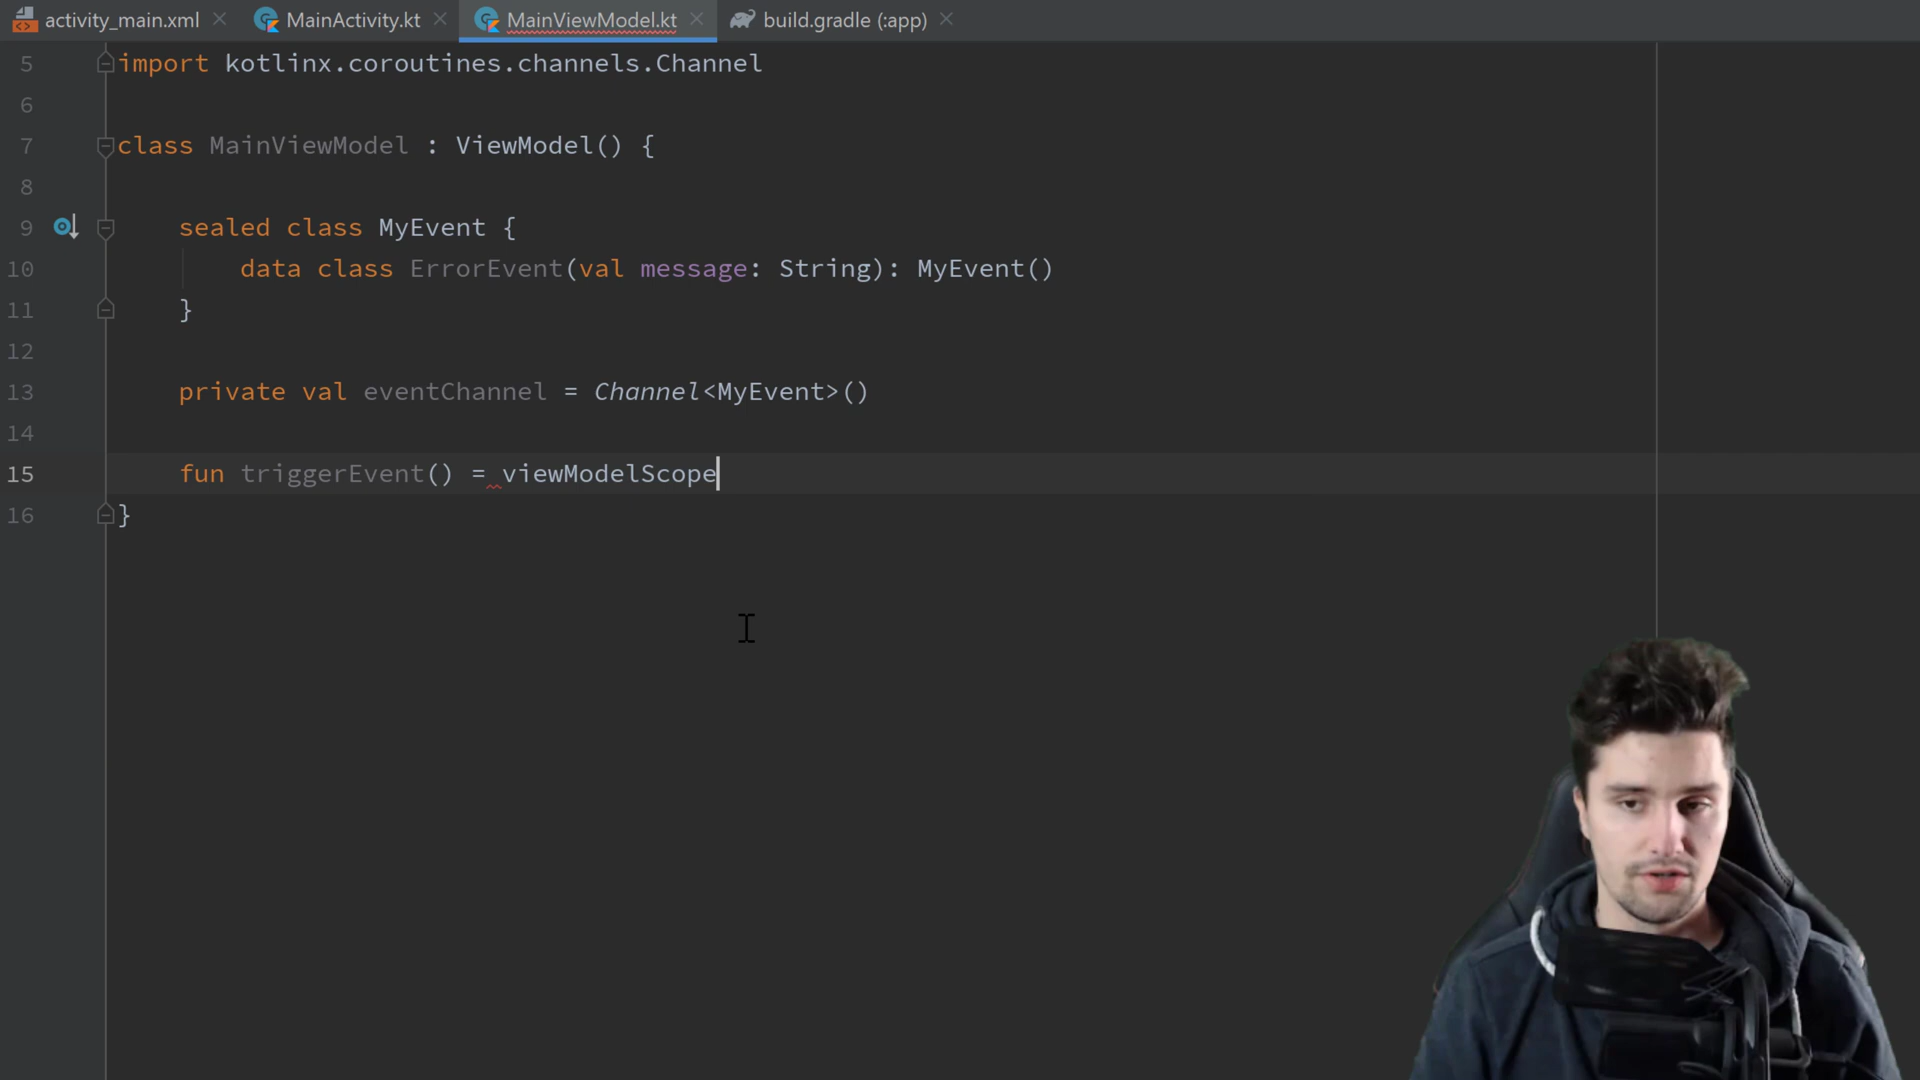 activity_main.xml MainActivity.kt MainViewModel.kt build.gradle (:app)
5 import kotlinx.coroutines.channels.Channel
6
7 class MainViewModel : ViewModel() {
8
9 sealed class MyEvent {
10 data class ErrorEvent(val message: String): MyEvent()
11 }
12
13 private val eventChannel = Channel<MyEvent>()
14
15 fun triggerEvent() = viewModelScope
16 }